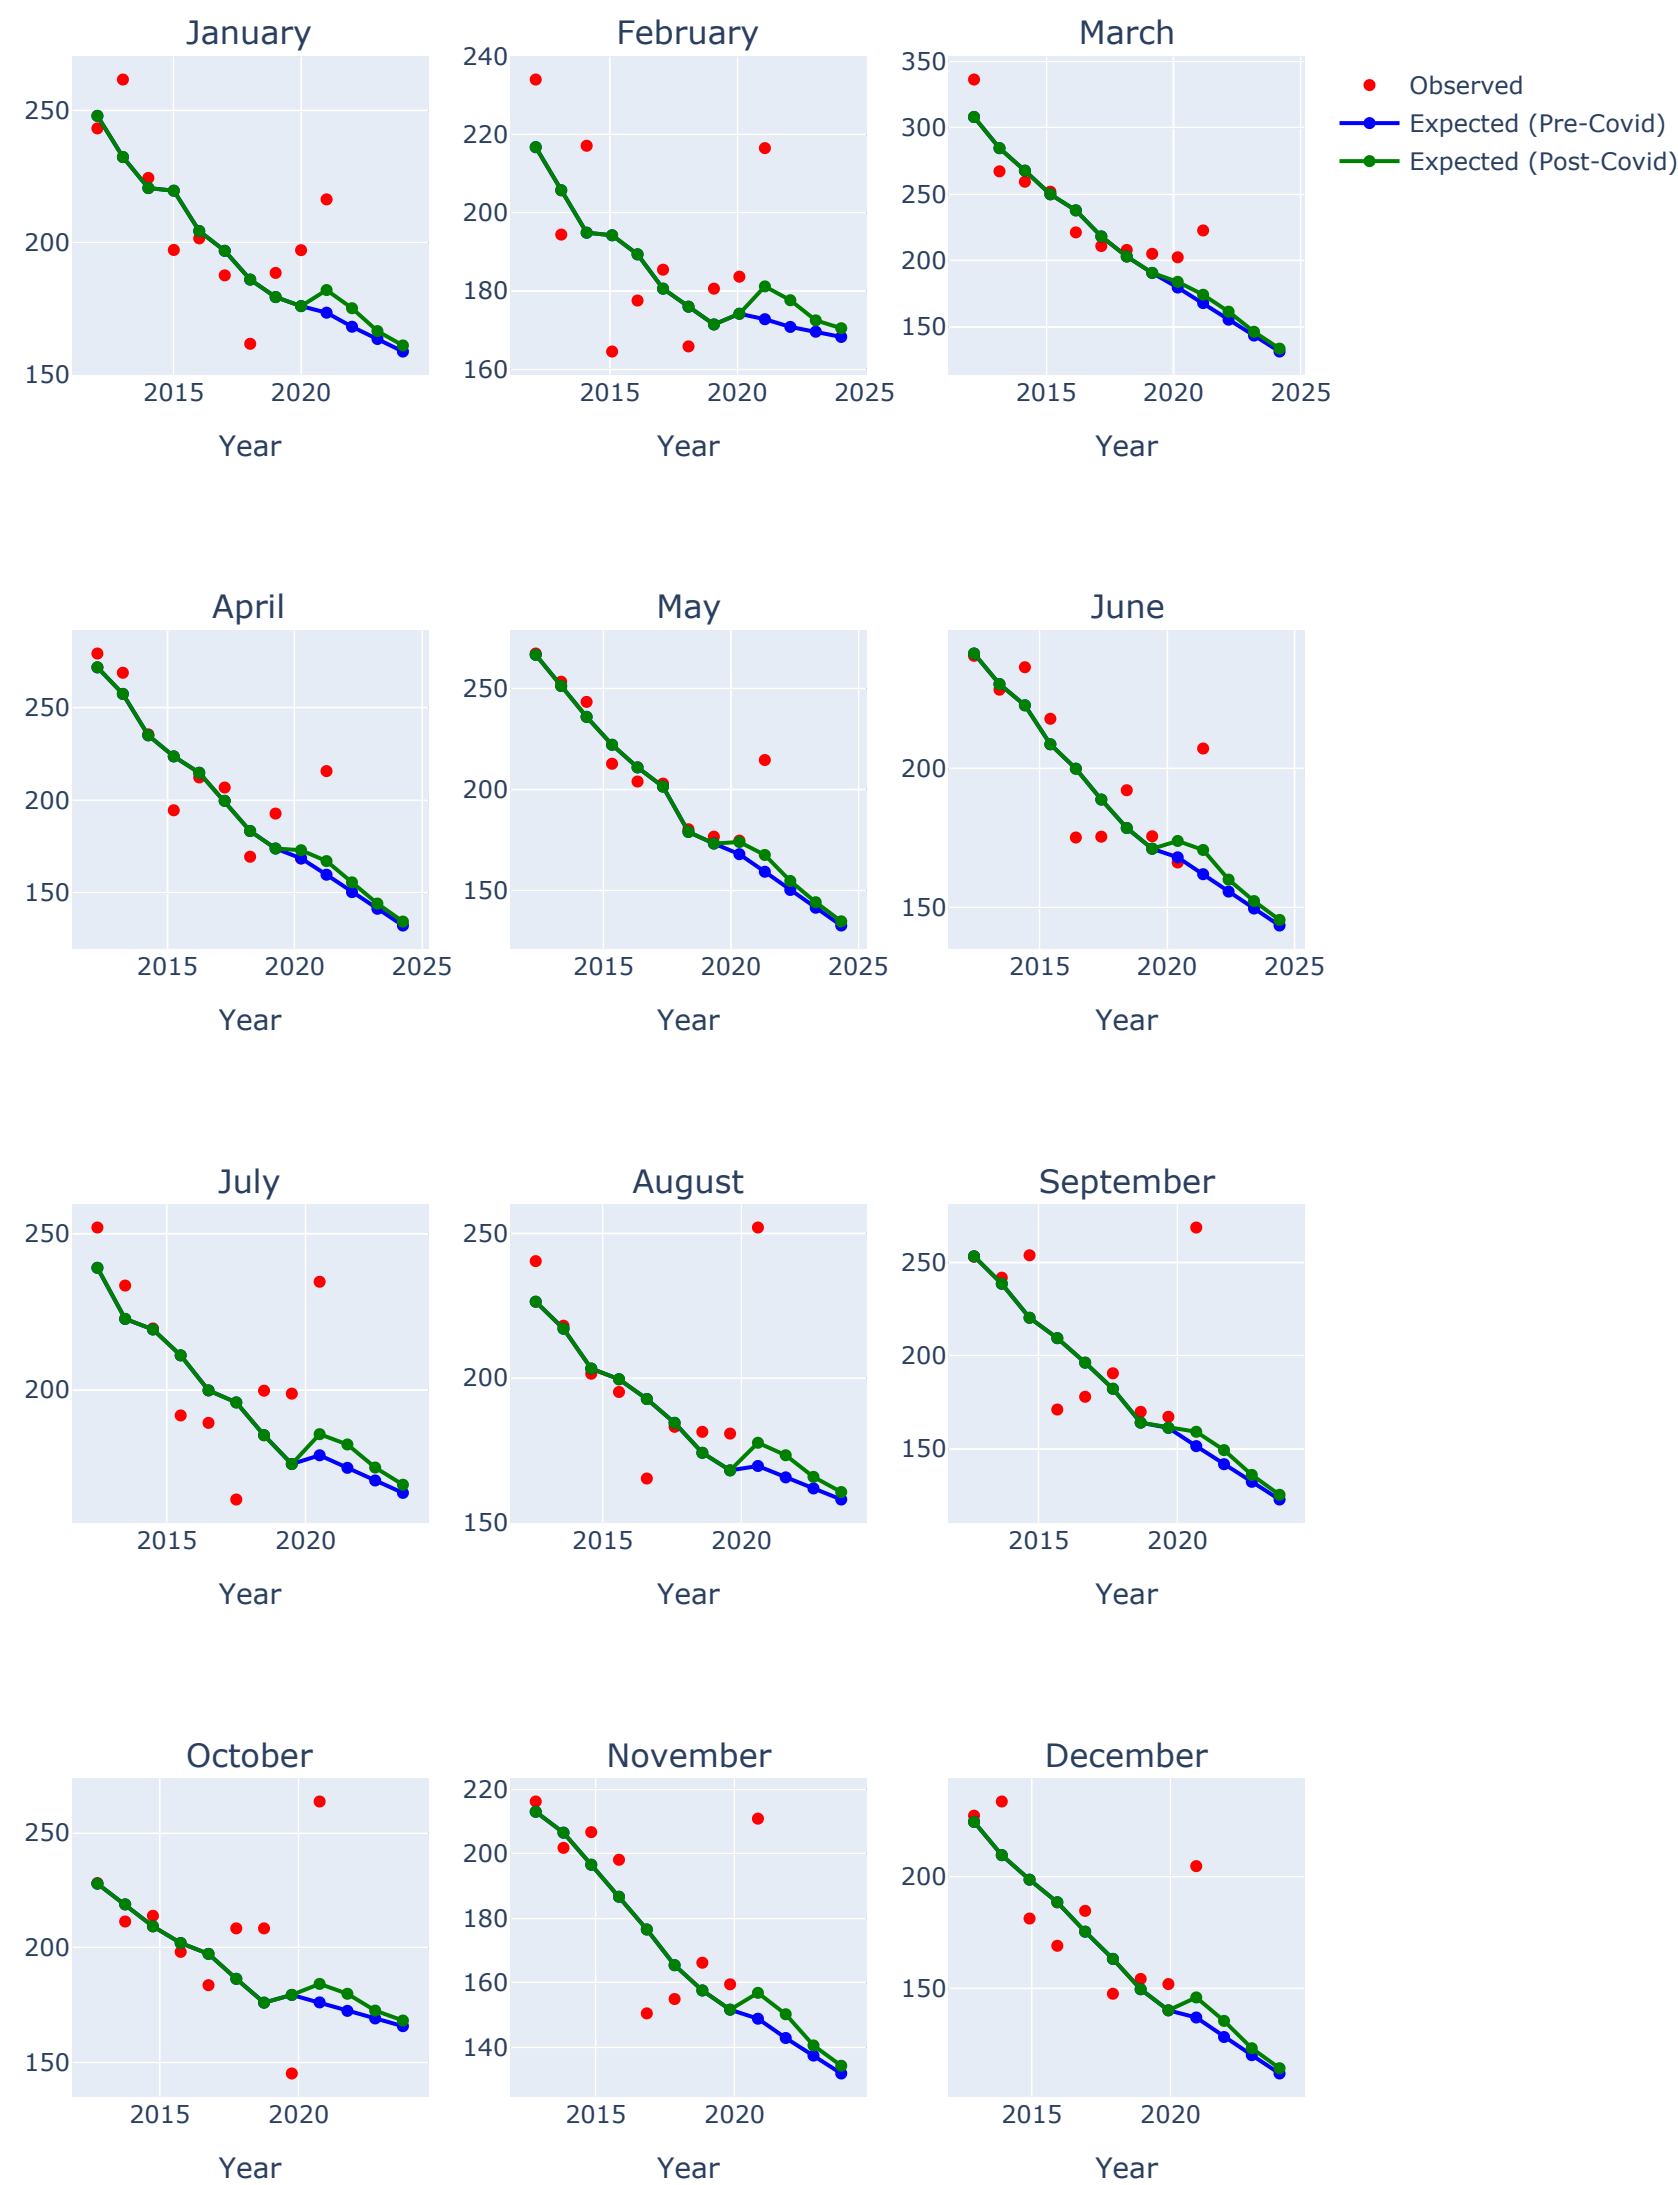 January February March
240
350
250
220
300
200
250
200
180
200
150
150
160
2015 2020 2015 2020 2025 2015 2020 2025
Year Year Year
Observed
Expected (Pre-Covid)
Expected (Post-Covid)
April May June
250 250
200 200 200
150 150 150
2015 2020 2025 2015 2020 2025 2015 2020 2025
Year Year Year
July August September
250 250 250
200 200 200
150 150
2015 2020 2015 2020 2015 2020
Year Year Year
October November December
220
250 200 200
200 180
160 150
150 140
2015 2020 2015 2020 2015 2020
Year Year Year